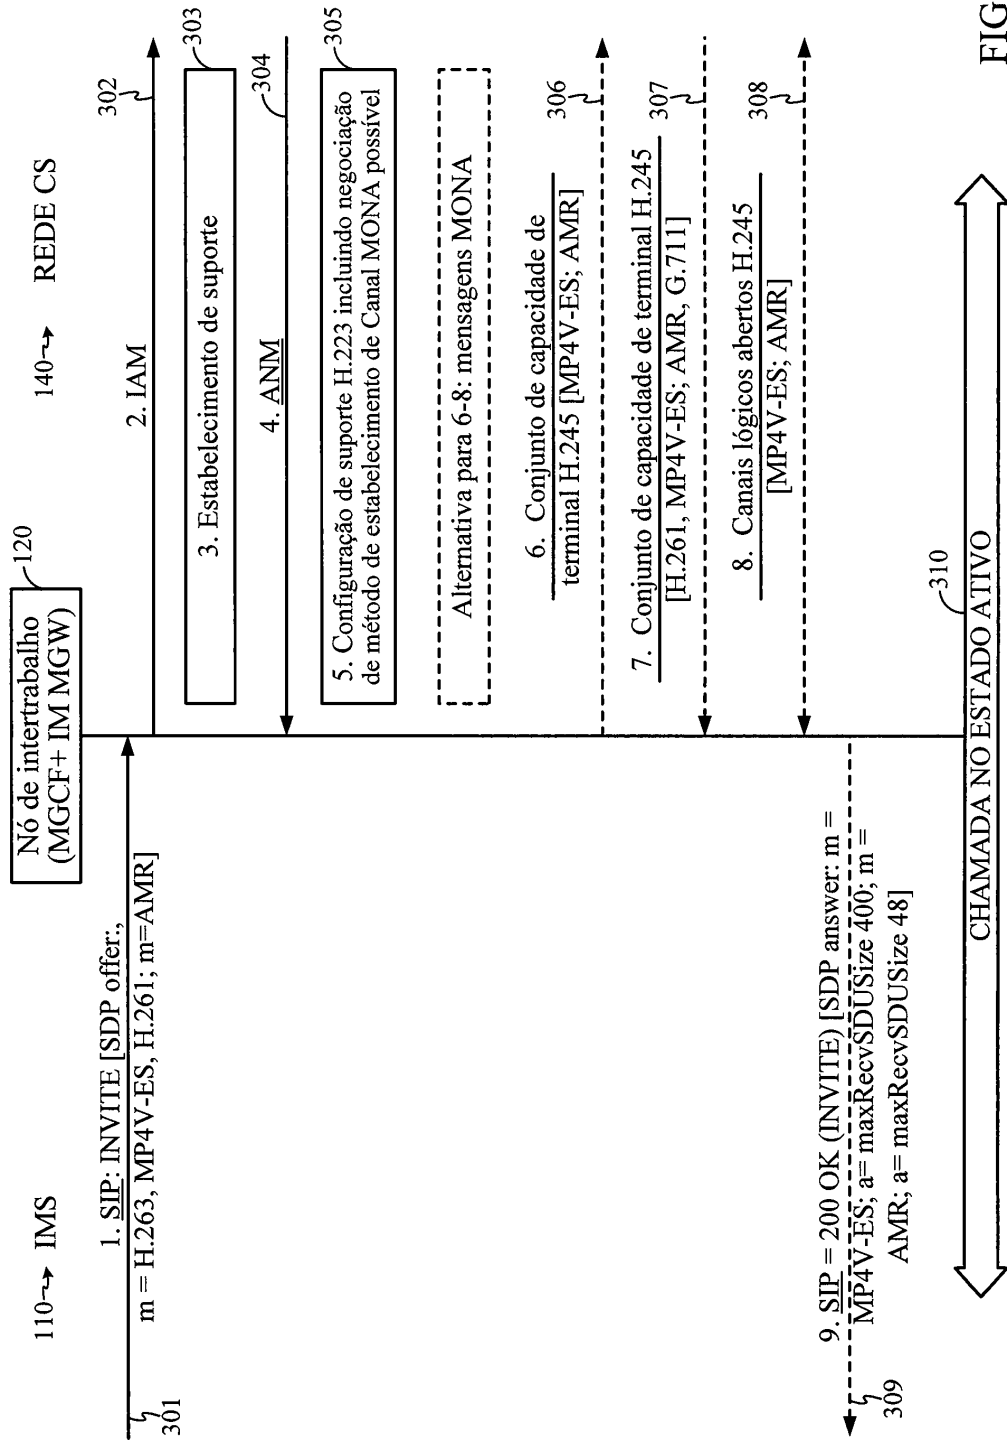 110 IMS
Nó de intertrabalho
(MGCF+ IM MGW)
120
140 REDE CS
1. SIP: INVITE [SDP offer:,
m = H.263, MP4V-ES, H.261; m=AMR]
301
2. IAM
302
3. Estabelecimento de suporte
303
4. ANM
304
5. Configuração de suporte H.223 incluindo negociação
de método de estabelecimento de Canal MONA possível
305
Alternativa para 6-8: mensagens MONA
6. Conjunto de capacidade de
terminal H.245 [MP4V-ES; AMR]
306
7. Conjunto de capacidade de terminal H.245
[H.261, MP4V-ES; AMR, G.711]
307
8. Canais lógicos abertos H.245
[MP4V-ES; AMR]
308
9. SIP = 200 OK (INVITE) [SDP answer: m =
MP4V-ES; a= maxRecvSDUSize 400; m =
AMR; a= maxRecvSDUSize 48]
309
CHAMADA NO ESTADO ATIVO
310
FIG